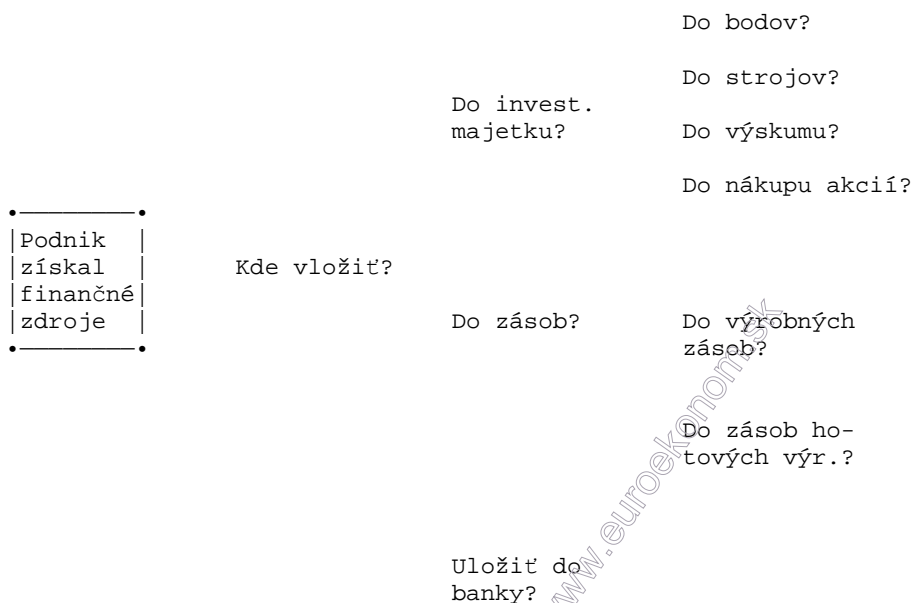 Do bodov?
Do strojov?
Do invest.
majetku?
Do výskumu?
Do nákupu akcií?
Podnik
získal
finančné
zdroje
Kde vložiť?
Do zásob?
Do výrobných
zásob?
Do zásob ho-
tových výr.?
Uložiť do
banky?
www.euroekonom.sk